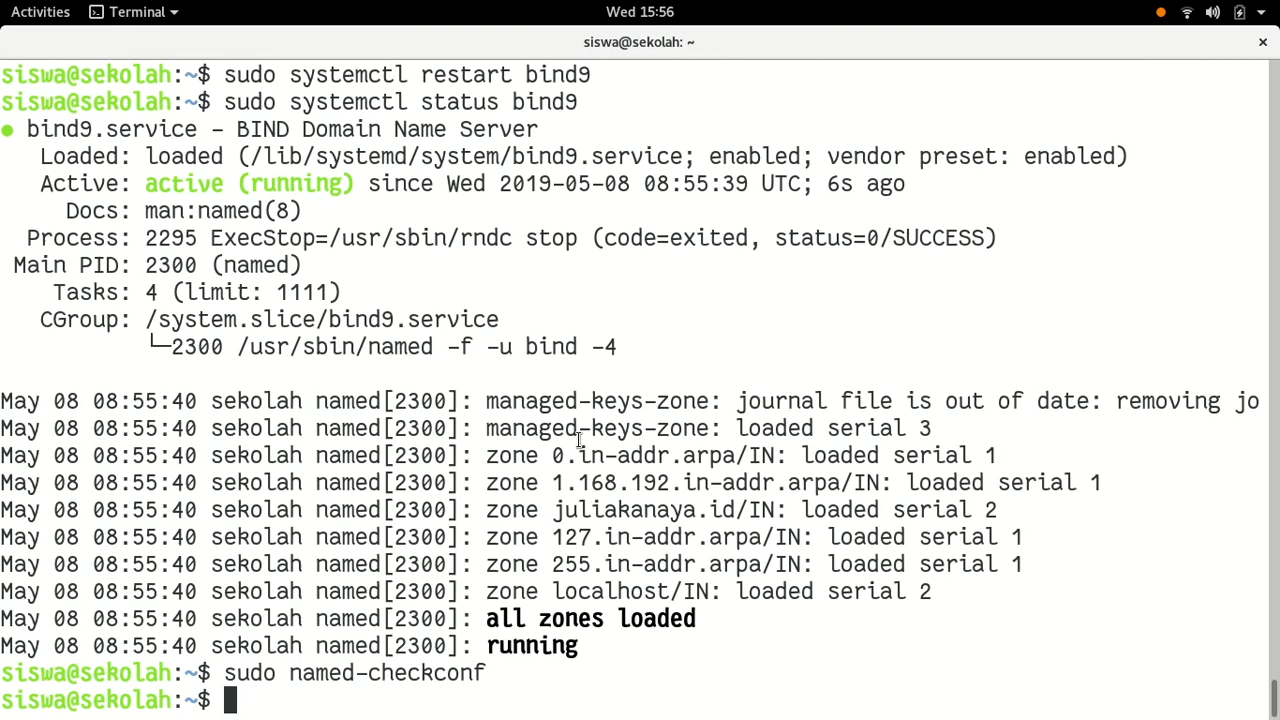 Activities Terminal Wed 15:56
siswa@sekolah: ~
siswa@sekolah:~$ sudo systemctl restart bind9
siswa@sekolah:~$ sudo systemctl status bind9
● bind9.service - BIND Domain Name Server
   Loaded: loaded (/lib/systemd/system/bind9.service; enabled; vendor preset: enabled)
   Active: active (running) since Wed 2019-05-08 08:55:39 UTC; 6s ago
     Docs: man:named(8)
  Process: 2295 ExecStop=/usr/sbin/rndc stop (code=exited, status=0/SUCCESS)
 Main PID: 2300 (named)
    Tasks: 4 (limit: 1111)
   CGroup: /system.slice/bind9.service
           └─2300 /usr/sbin/named -f -u bind -4
May 08 08:55:40 sekolah named[2300]: managed-keys-zone: journal file is out of date: removing jo
May 08 08:55:40 sekolah named[2300]: managed-keys-zone: loaded serial 3
May 08 08:55:40 sekolah named[2300]: zone 0.in-addr.arpa/IN: loaded serial 1
May 08 08:55:40 sekolah named[2300]: zone 1.168.192.in-addr.arpa/IN: loaded serial 1
May 08 08:55:40 sekolah named[2300]: zone juliakanaya.id/IN: loaded serial 2
May 08 08:55:40 sekolah named[2300]: zone 127.in-addr.arpa/IN: loaded serial 1
May 08 08:55:40 sekolah named[2300]: zone 255.in-addr.arpa/IN: loaded serial 1
May 08 08:55:40 sekolah named[2300]: zone localhost/IN: loaded serial 2
May 08 08:55:40 sekolah named[2300]: all zones loaded
May 08 08:55:40 sekolah named[2300]: running
siswa@sekolah:~$ sudo named-checkconf
siswa@sekolah:~$